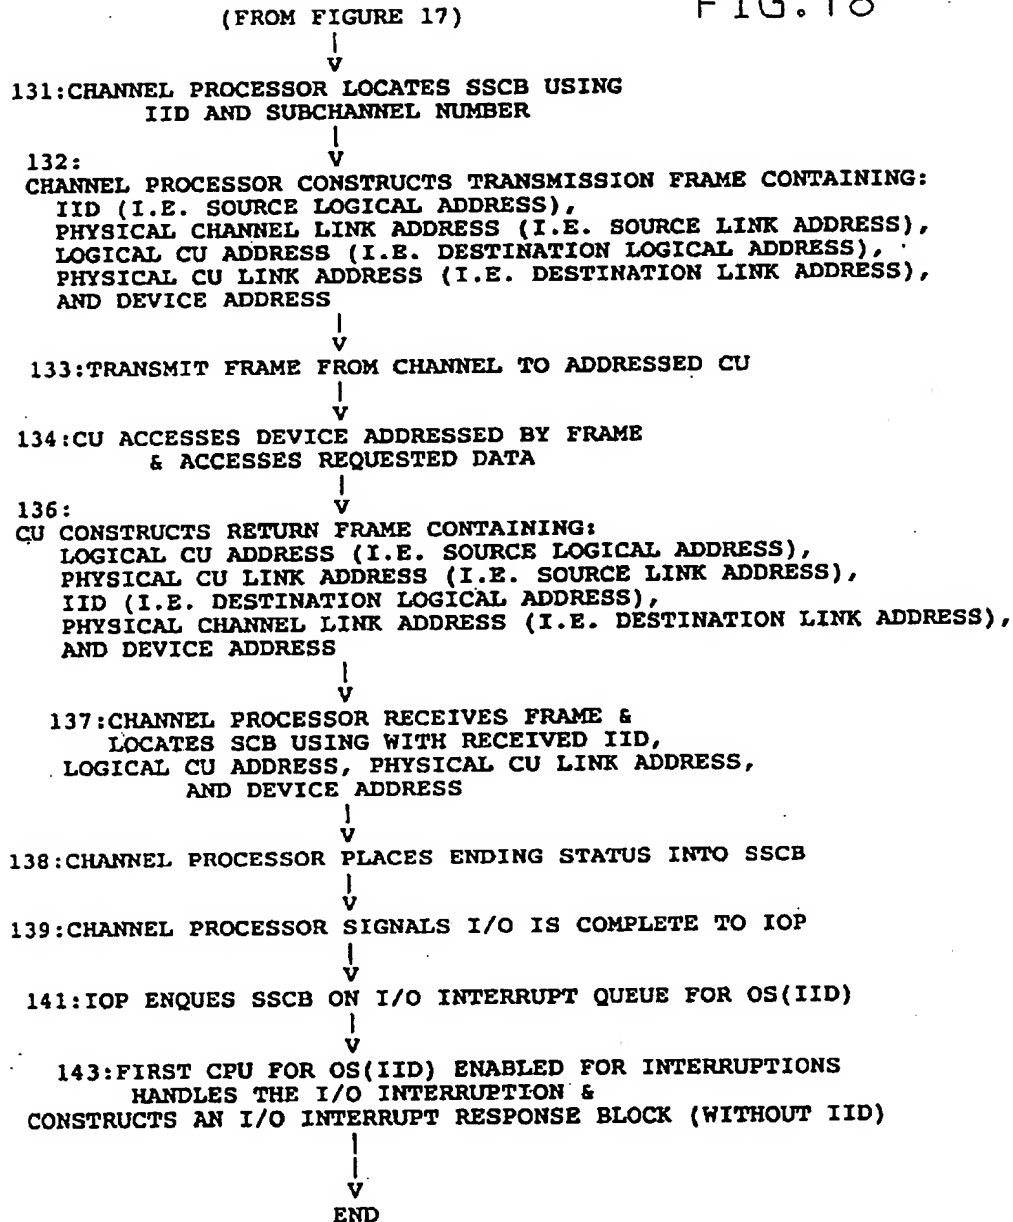 FIG. 18
(FROM FIGURE 17)
131:CHANNEL PROCESSOR LOCATES SSCB USING
IID AND SUBCHANNEL NUMBER
132:
CHANNEL PROCESSOR CONSTRUCTS TRANSMISSION FRAME CONTAINING:
IID (I.E. SOURCE LOGICAL ADDRESS),
PHYSICAL CHANNEL LINK ADDRESS (I.E. SOURCE LINK ADDRESS),
LOGICAL CU ADDRESS (I.E. DESTINATION LOGICAL ADDRESS),
PHYSICAL CU LINK ADDRESS (I.E. DESTINATION LINK ADDRESS),
AND DEVICE ADDRESS
133:TRANSMIT FRAME FROM CHANNEL TO ADDRESSED CU
134:CU ACCESSES DEVICE ADDRESSED BY FRAME
& ACCESSES REQUESTED DATA
136:
CU CONSTRUCTS RETURN FRAME CONTAINING:
LOGICAL CU ADDRESS (I.E. SOURCE LOGICAL ADDRESS),
PHYSICAL CU LINK ADDRESS (I.E. SOURCE LINK ADDRESS),
IID (I.E. DESTINATION LOGICAL ADDRESS),
PHYSICAL CHANNEL LINK ADDRESS (I.E. DESTINATION LINK ADDRESS),
AND DEVICE ADDRESS
137:CHANNEL PROCESSOR RECEIVES FRAME &
LOCATES SCB USING WITH RECEIVED IID,
LOGICAL CU ADDRESS, PHYSICAL CU LINK ADDRESS,
AND DEVICE ADDRESS
138:CHANNEL PROCESSOR PLACES ENDING STATUS INTO SSCB
139:CHANNEL PROCESSOR SIGNALS I/O IS COMPLETE TO IOP
141:IOP ENQUES SSCB ON I/O INTERRUPT QUEUE FOR OS(IID)
143:FIRST CPU FOR OS(IID) ENABLED FOR INTERRUPTIONS
HANDLES THE I/O INTERRUPTION &
CONSTRUCTS AN I/O INTERRUPT RESPONSE BLOCK (WITHOUT IID)
END